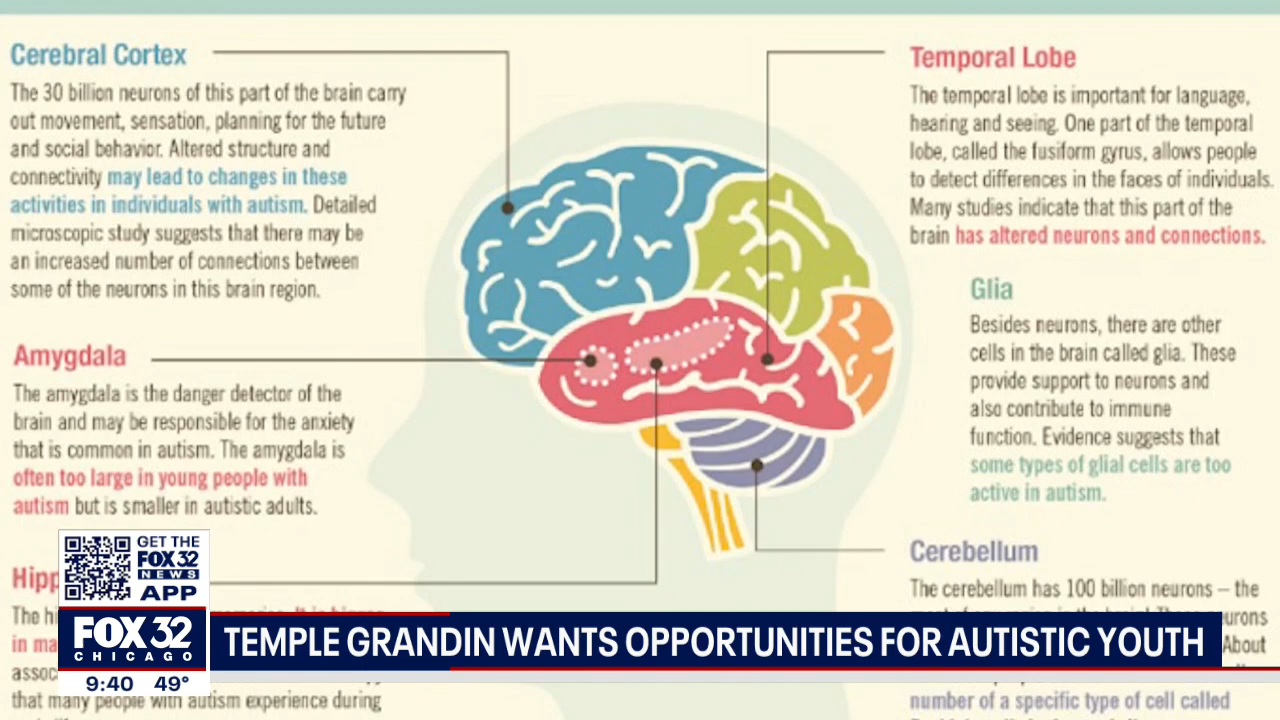 Cerebral Cortex
The 30 billion neurons of this part of the brain carry
out movement, sensation, planning for the future
and social behavior. Altered structure and
connectivity may lead to changes in these
activities in individuals with autism. Detailed
microscopic study suggests that there may be
an increased number of connections between
some of the neurons in this brain region.
Amygdala
The amygdala is the danger detector of the
brain and may be responsible for the anxiety
that is common in autism. The amygdala is
often too large in young people with
autism but is smaller in autistic adults.
Temporal Lobe
The temporal lobe is important for language,
hearing and seeing. One part of the temporal
lobe, called the fusiform gyrus, allows people
to detect differences in the faces of individuals.
Many studies indicate that this part of the
brain has altered neurons and connections.
Glia
Besides neurons, there are other
cells in the brain called glia. These
provide support to neurons and
also contribute to immune
function. Evidence suggests that
some types of glial cells are too
active in autism.
Cerebellum
The cerebellum has 100 billion neurons – the
About
number of a specific type of cell called
Hipp
The hi
in ma
assoc
that many people with autism experience during
GET THE
FOX 32
NEWS
APP
FOX 32
CHICAGO
9:40 49°
TEMPLE GRANDIN WANTS OPPORTUNITIES FOR AUTISTIC YOUTH